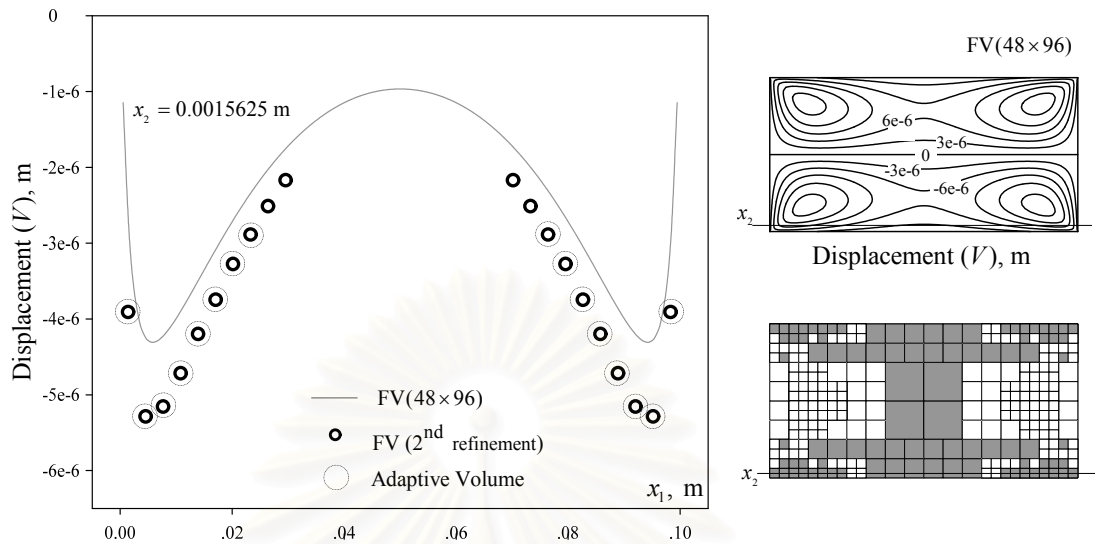 0
-1e-6
-2e-6
-3e-6
-4e-6
-5e-6
-6e-6
Displacement (V), m
x₂ = 0.0015625 m
FV(48×96)
FV (2nd refinement)
Adaptive Volume
x₁, m
0.00
.02
.04
.06
.08
.10
FV(48×96)
6e-6
3e-6
0
-3e-6
-6e-6
x₂
Displacement (V), m
x₂